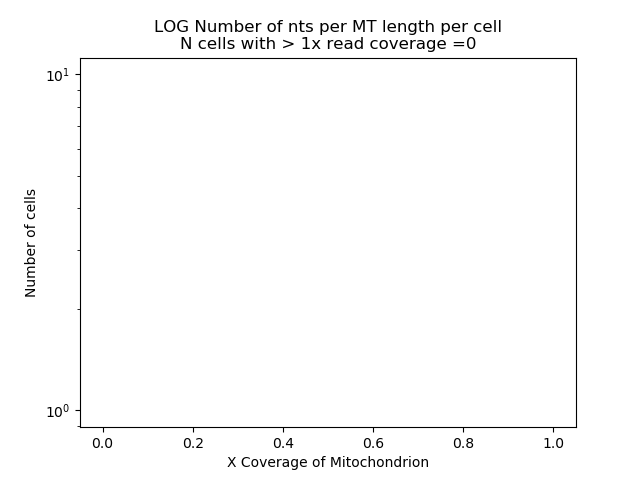 LOG Number of nts per MT length per cell
N cells with > 1x read coverage =0
10¹
Number of cells
10⁰
0.0 0.2 0.4 0.6 0.8 1.0
X Coverage of Mitochondrion